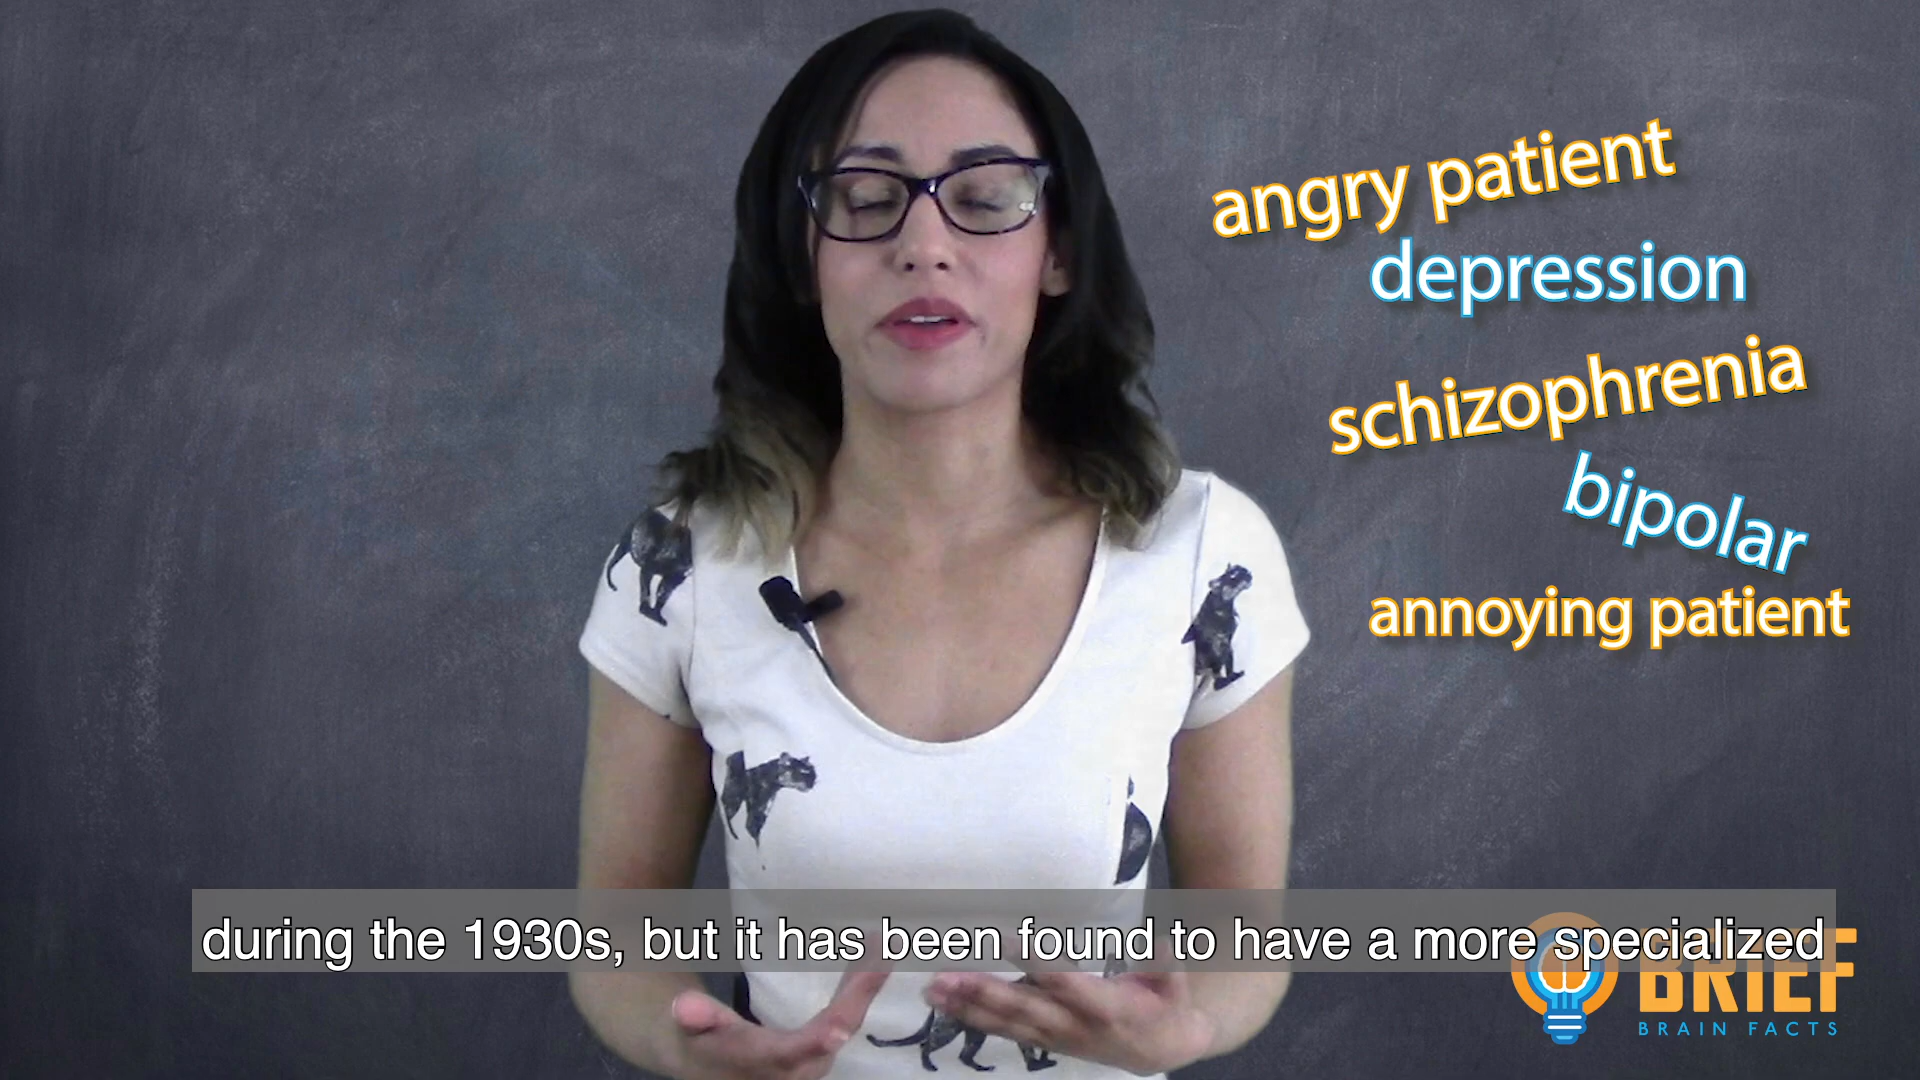 angry patient
depression
schizophrenia
bipolar
annoying patient
during the 1930s, but it has been found to have a more specialized
BRIEF
BRAIN FACTS